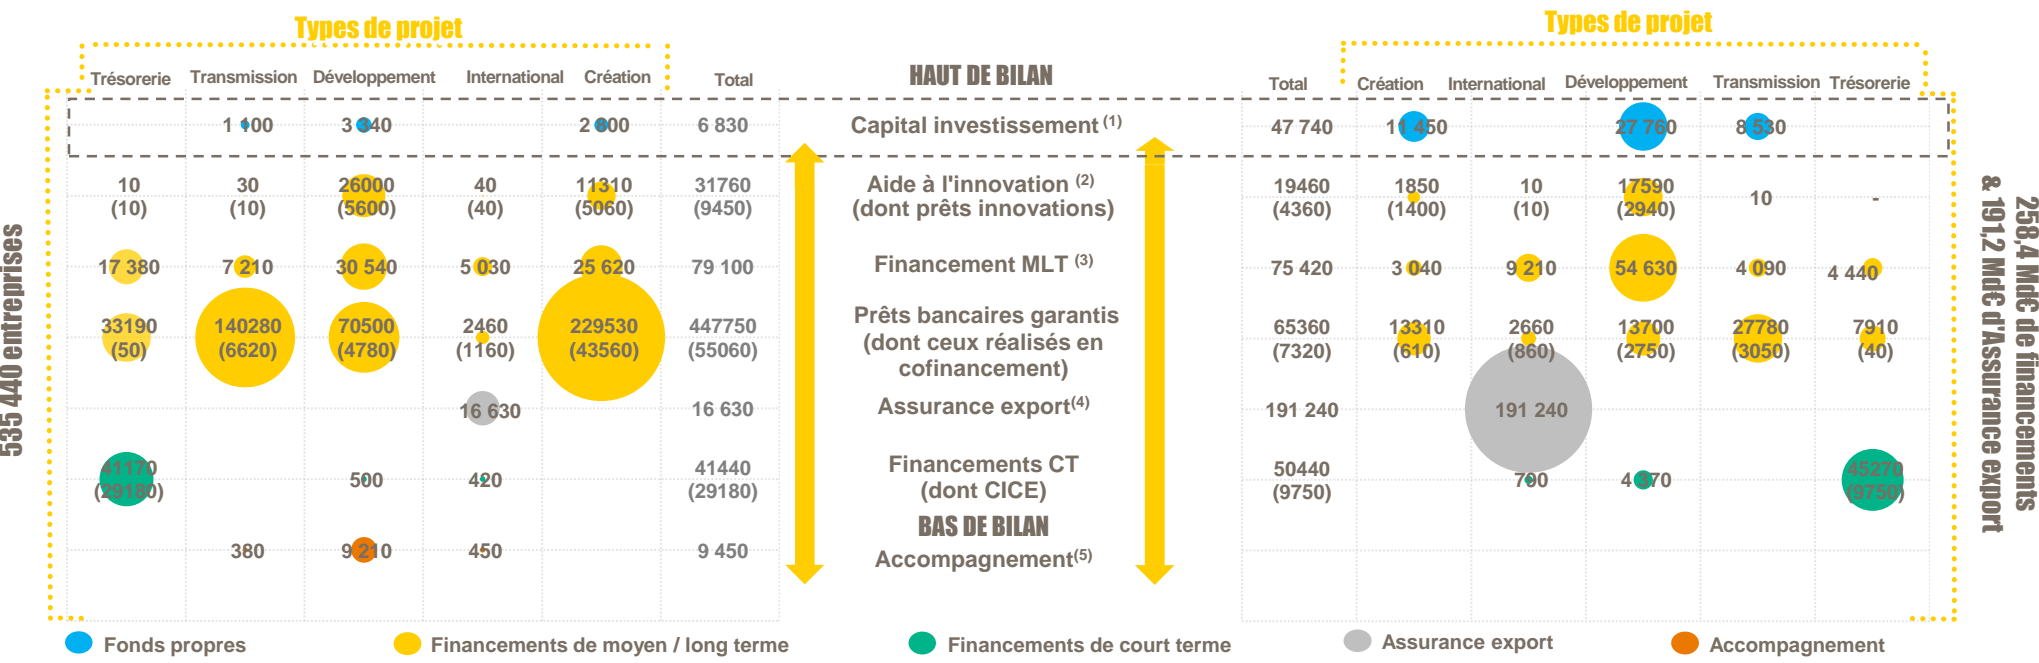 Types de projet
Types de projet
Trésorerie Transmission Développement International Création Total HAUT DE BILAN Total Création International Développement Transmission Trésorerie
1 100 3 340 2 800 6 830 Capital investissement (1) 47 740 11 450 27 760 8 530
10 30 26000 40 11310 31760 Aide à l'innovation (2) 19460 1850 10 17590 10 -
(10) (10) (5600) (40) (5060) (9450) (dont prêts innovations) (4360) (1400) (10) (2940)
17 380 7 210 30 540 5 030 25 620 79 100 Financement MLT (3) 75 420 3 040 9 210 54 630 4 090 4 440
33190 140280 70500 2460 229530 447750 Prêts bancaires garantis 65360 13310 2660 13700 27780 7910
(50) (6620) (4780) (1160) (43560) (55060) (dont ceux réalisés en (7320) (610) (860) (2750) (3050) (40)
cofinancement)
16 630 16 630 Assurance export(4) 191 240 191 240
41170 500 420 41440 Financements CT 50440 790 4 370 45270
(29180) (29180) (dont CICE) (9750) (9750)
BAS DE BILAN
380 9 210 450 9 450 Accompagnement(5)
535 440 entreprises
258,4 Md€ de financements
& 191,2 Md€ d'Assurance export
Fonds propres Financements de moyen / long terme Financements de court terme Assurance export Accompagnement